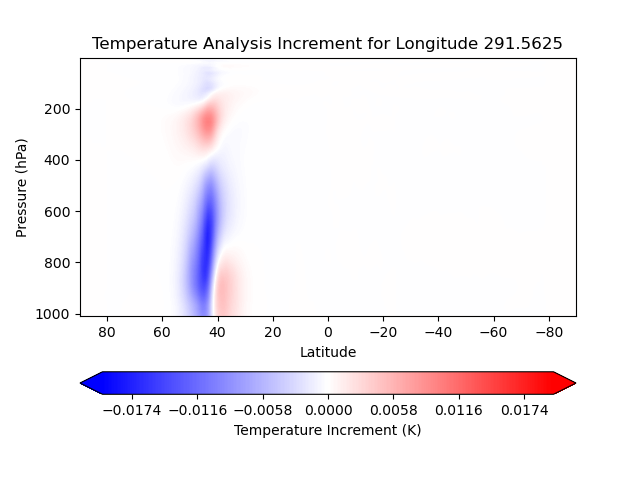 Temperature Analysis Increment for Longitude 291.5625
200
400
600
800
1000
Pressure (hPa)
80 60 40 20 0 −20 −40 −60 −80
Latitude
−0.0174 −0.0116 −0.0058 0.0000 0.0058 0.0116 0.0174
Temperature Increment (K)